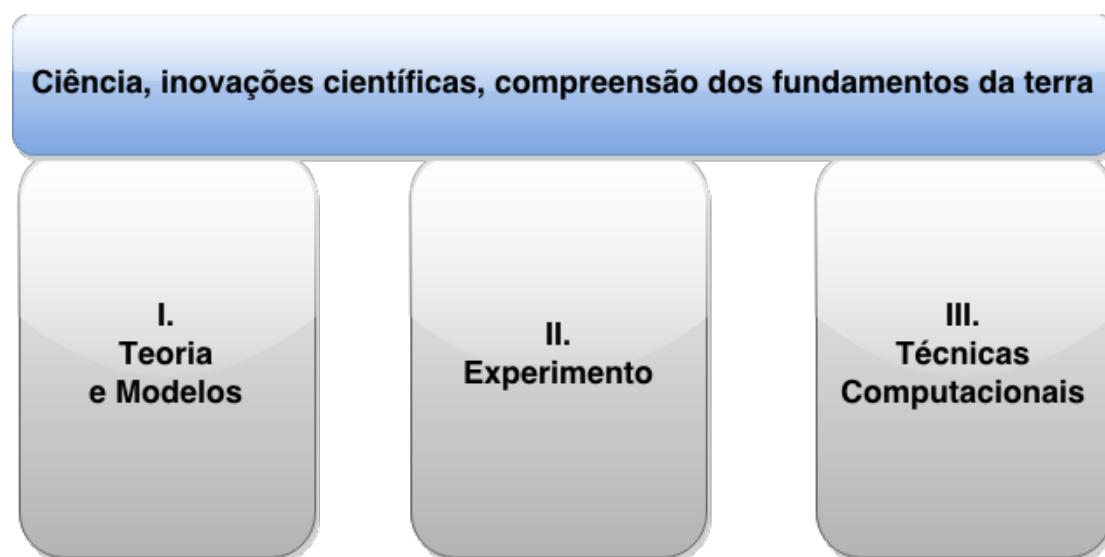 Ciência, inovações científicas, compreensão dos fundamentos da terra
I.
Teoria
e Modelos
II.
Experimento
III.
Técnicas
Computacionais